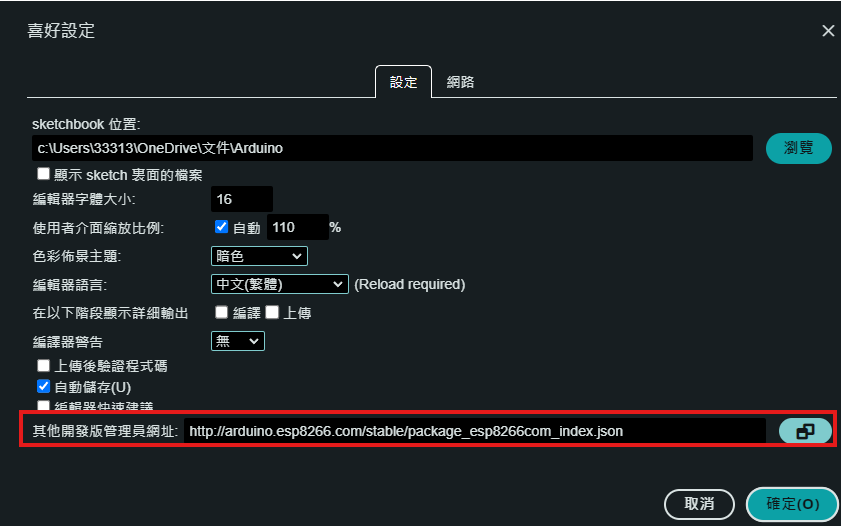 喜好設定
設定 網路
sketchbook 位置:
c:\Users\33313\OneDrive\文件\Arduino 瀏覽
顯示 sketch 裏面的檔案
編輯器字體大小: 16
使用者介面縮放比例: 自動 110 %
色彩佈景主題: 暗色
編輯器語言: 中文(繁體) (Reload required)
在以下階段顯示詳細輸出 編譯 上傳
編譯器警告 無
上傳後驗證程式碼
自動儲存(U)
編輯器快速建議
其他開發版管理員網址: http://arduino.esp8266.com/stable/package_esp8266com_index.json
取消 確定(O)